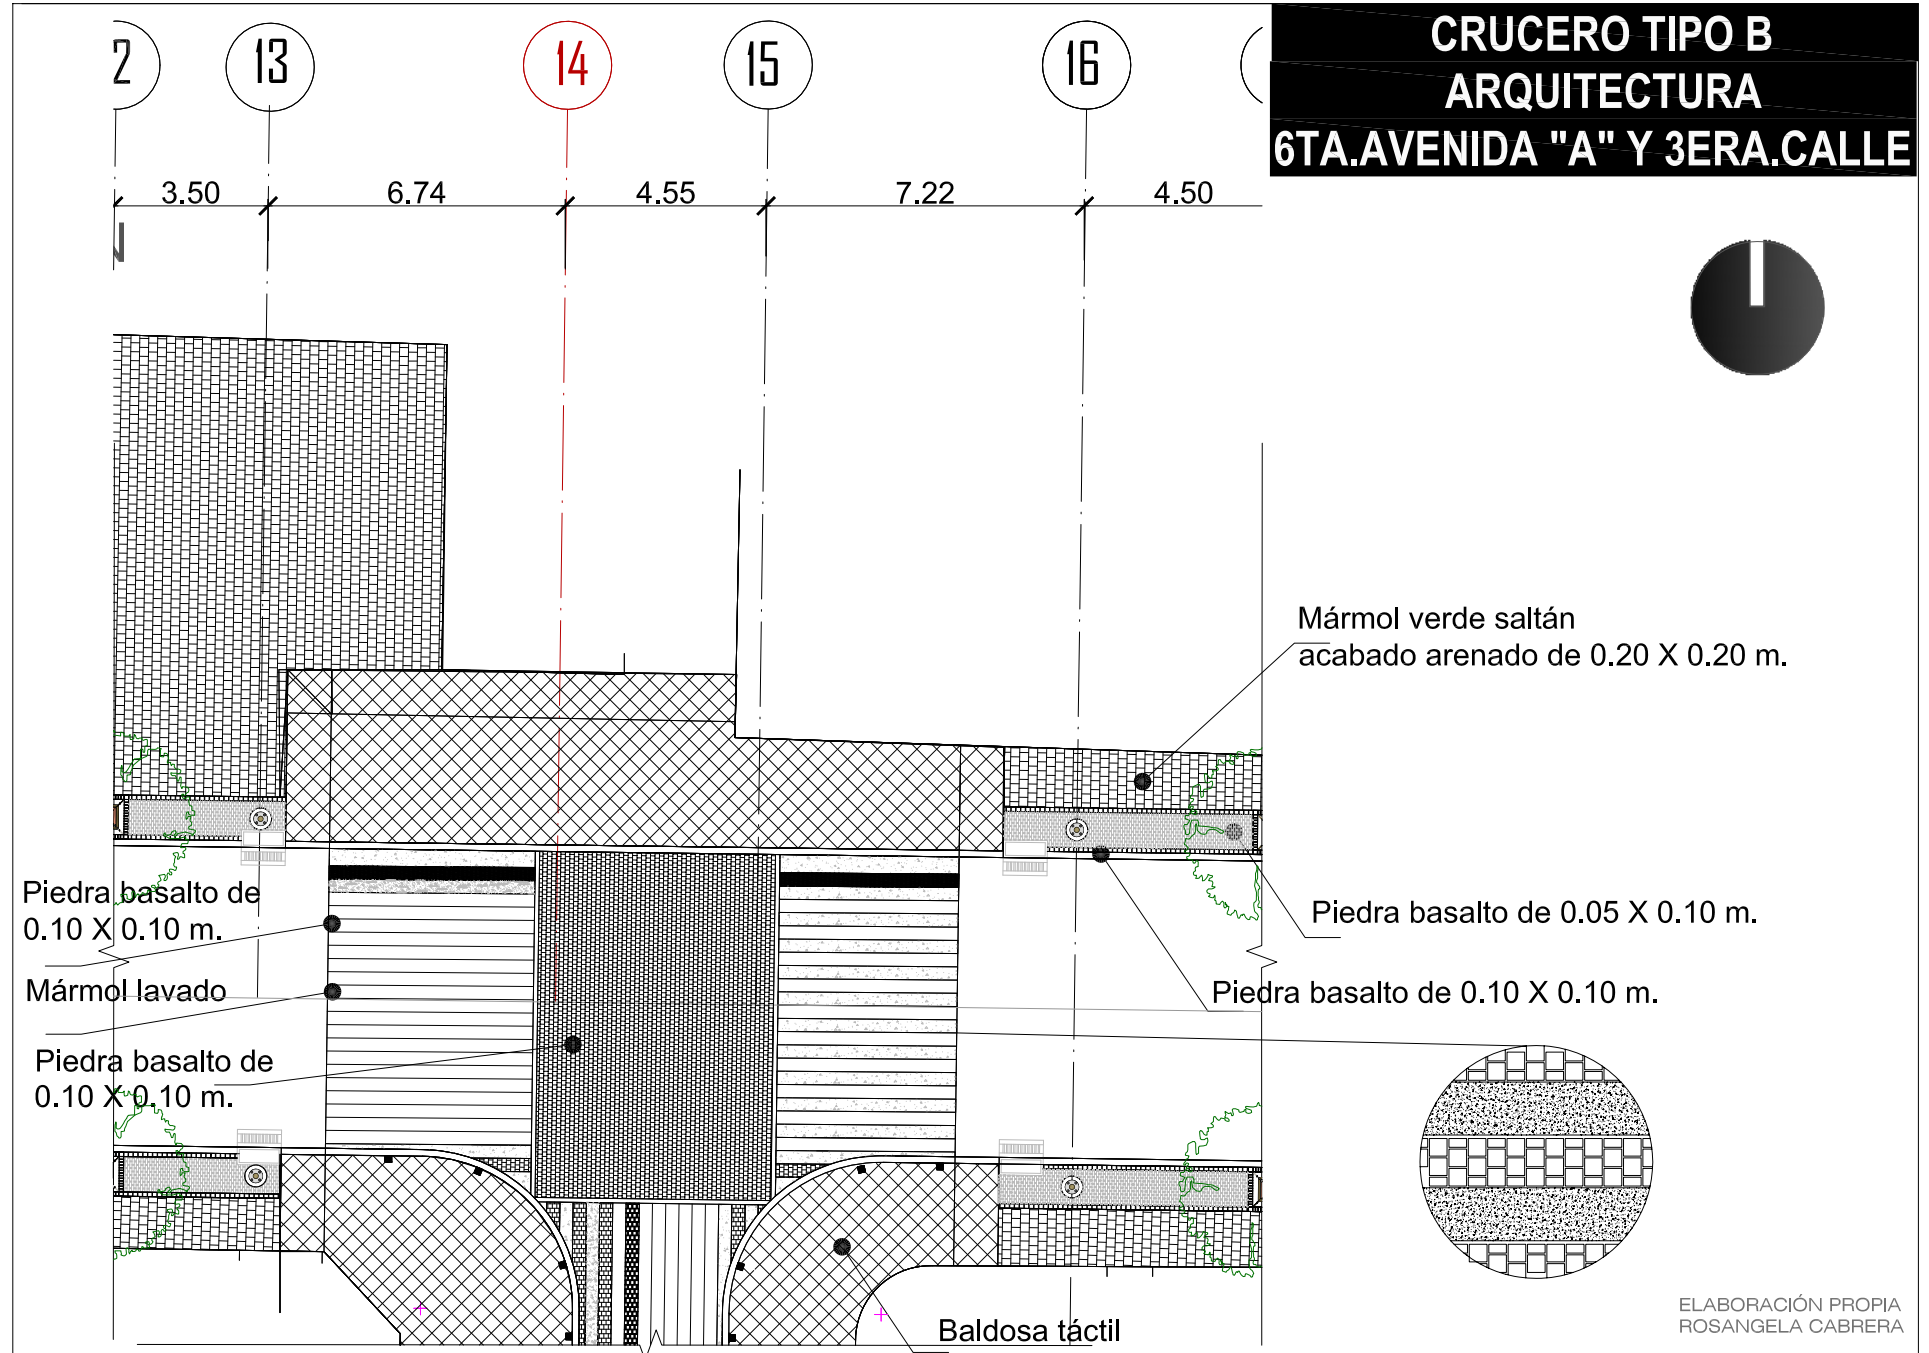 CRUCERO TIPO B
ARQUITECTURA
6TA.AVENIDA "A" Y 3ERA.CALLE
2 13 14 15 16
3.50 6.74 4.55 7.22 4.50
N
Mármol verde saltán
acabado arenado de 0.20 X 0.20 m.
Piedra basalto de
0.10 X 0.10 m.
Piedra basalto de 0.05 X 0.10 m.
Mármol lavado
Piedra basalto de 0.10 X 0.10 m.
Piedra basalto de
0.10 X 0.10 m.
Baldosa táctil
ELABORACIÓN PROPIA
ROSANGELA CABRERA